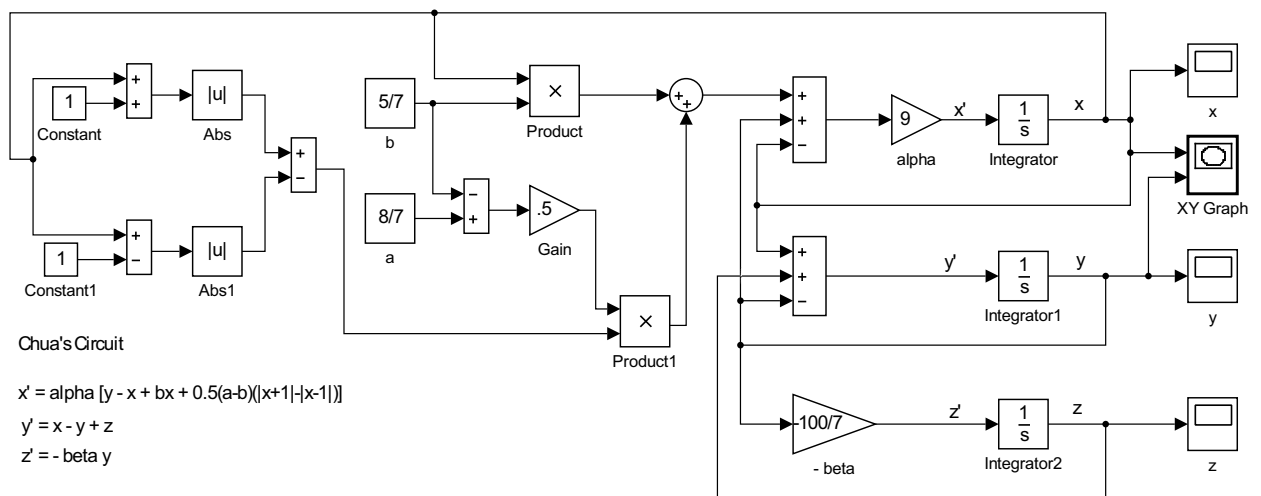 +
+
1
Constant
|u|
Abs
+
−
+
−
1
Constant1
|u|
Abs1
5/7
b
8/7
a
−
+
.5
Gain
×
Product
×
Product1
+
+
+
+
−
9
alpha
x'
1
s
Integrator
x
x
XY Graph
+
+
−
y'
1
s
Integrator1
y
y
-100/7
- beta
z'
1
s
Integrator2
z
z
Chua's Circuit
x' = alpha [y - x + bx + 0.5(a-b)(|x+1|-|x-1|)]
y' = x - y + z
z' = - beta y